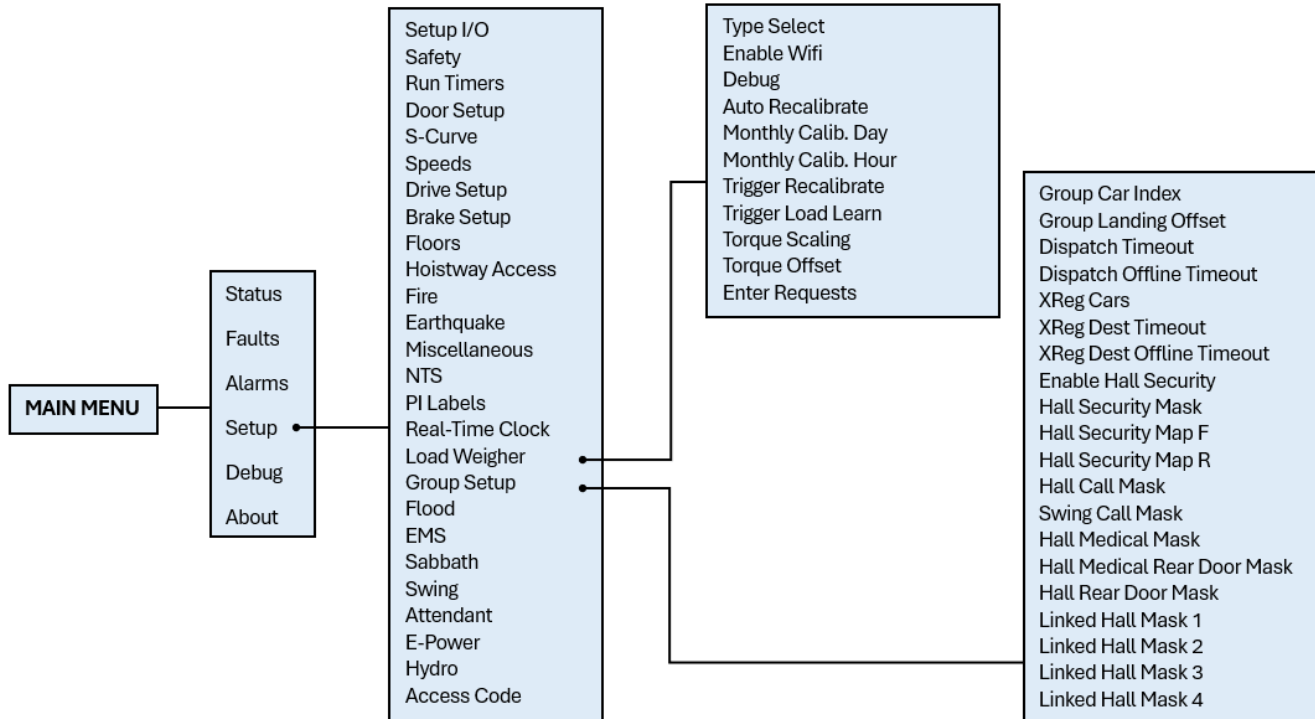 MAIN MENU
Status
Faults
Alarms
Setup
Debug
About
Setup I/O
Safety
Run Timers
Door Setup
S-Curve
Speeds
Drive Setup
Brake Setup
Floors
Hoistway Access
Fire
Earthquake
Miscellaneous
NTS
PI Labels
Real-Time Clock
Load Weigher
Group Setup
Flood
EMS
Sabbath
Swing
Attendant
E-Power
Hydro
Access Code
Type Select
Enable Wifi
Debug
Auto Recalibrate
Monthly Calib. Day
Monthly Calib. Hour
Trigger Recalibrate
Trigger Load Learn
Torque Scaling
Torque Offset
Enter Requests
Group Car Index
Group Landing Offset
Dispatch Timeout
Dispatch Offline Timeout
XReg Cars
XReg Dest Timeout
XReg Dest Offline Timeout
Enable Hall Security
Hall Security Mask
Hall Security Map F
Hall Security Map R
Hall Call Mask
Swing Call Mask
Hall Medical Mask
Hall Medical Rear Door Mask
Hall Rear Door Mask
Linked Hall Mask 1
Linked Hall Mask 2
Linked Hall Mask 3
Linked Hall Mask 4